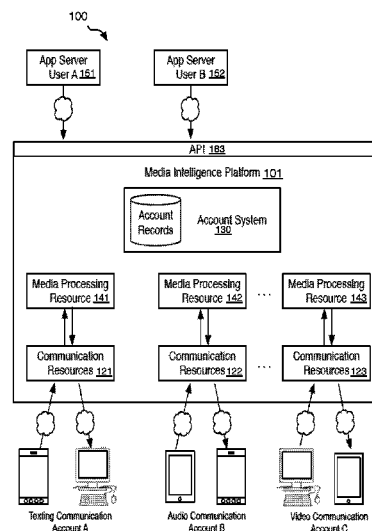 100
App Server
User A 151
App Server
User B 152
API 183
Media Intelligence Platform 101
Account
Records
Account System
130
Media Processing
Resource 141
Media Processing
Resource 142
...
Media Processing
Resource 143
Communication
Resources 121
Communication
Resources 122
...
Communication
Resources 123
Texting Communication
Account A
Audio Communication
Account B
Video Communication
Account C